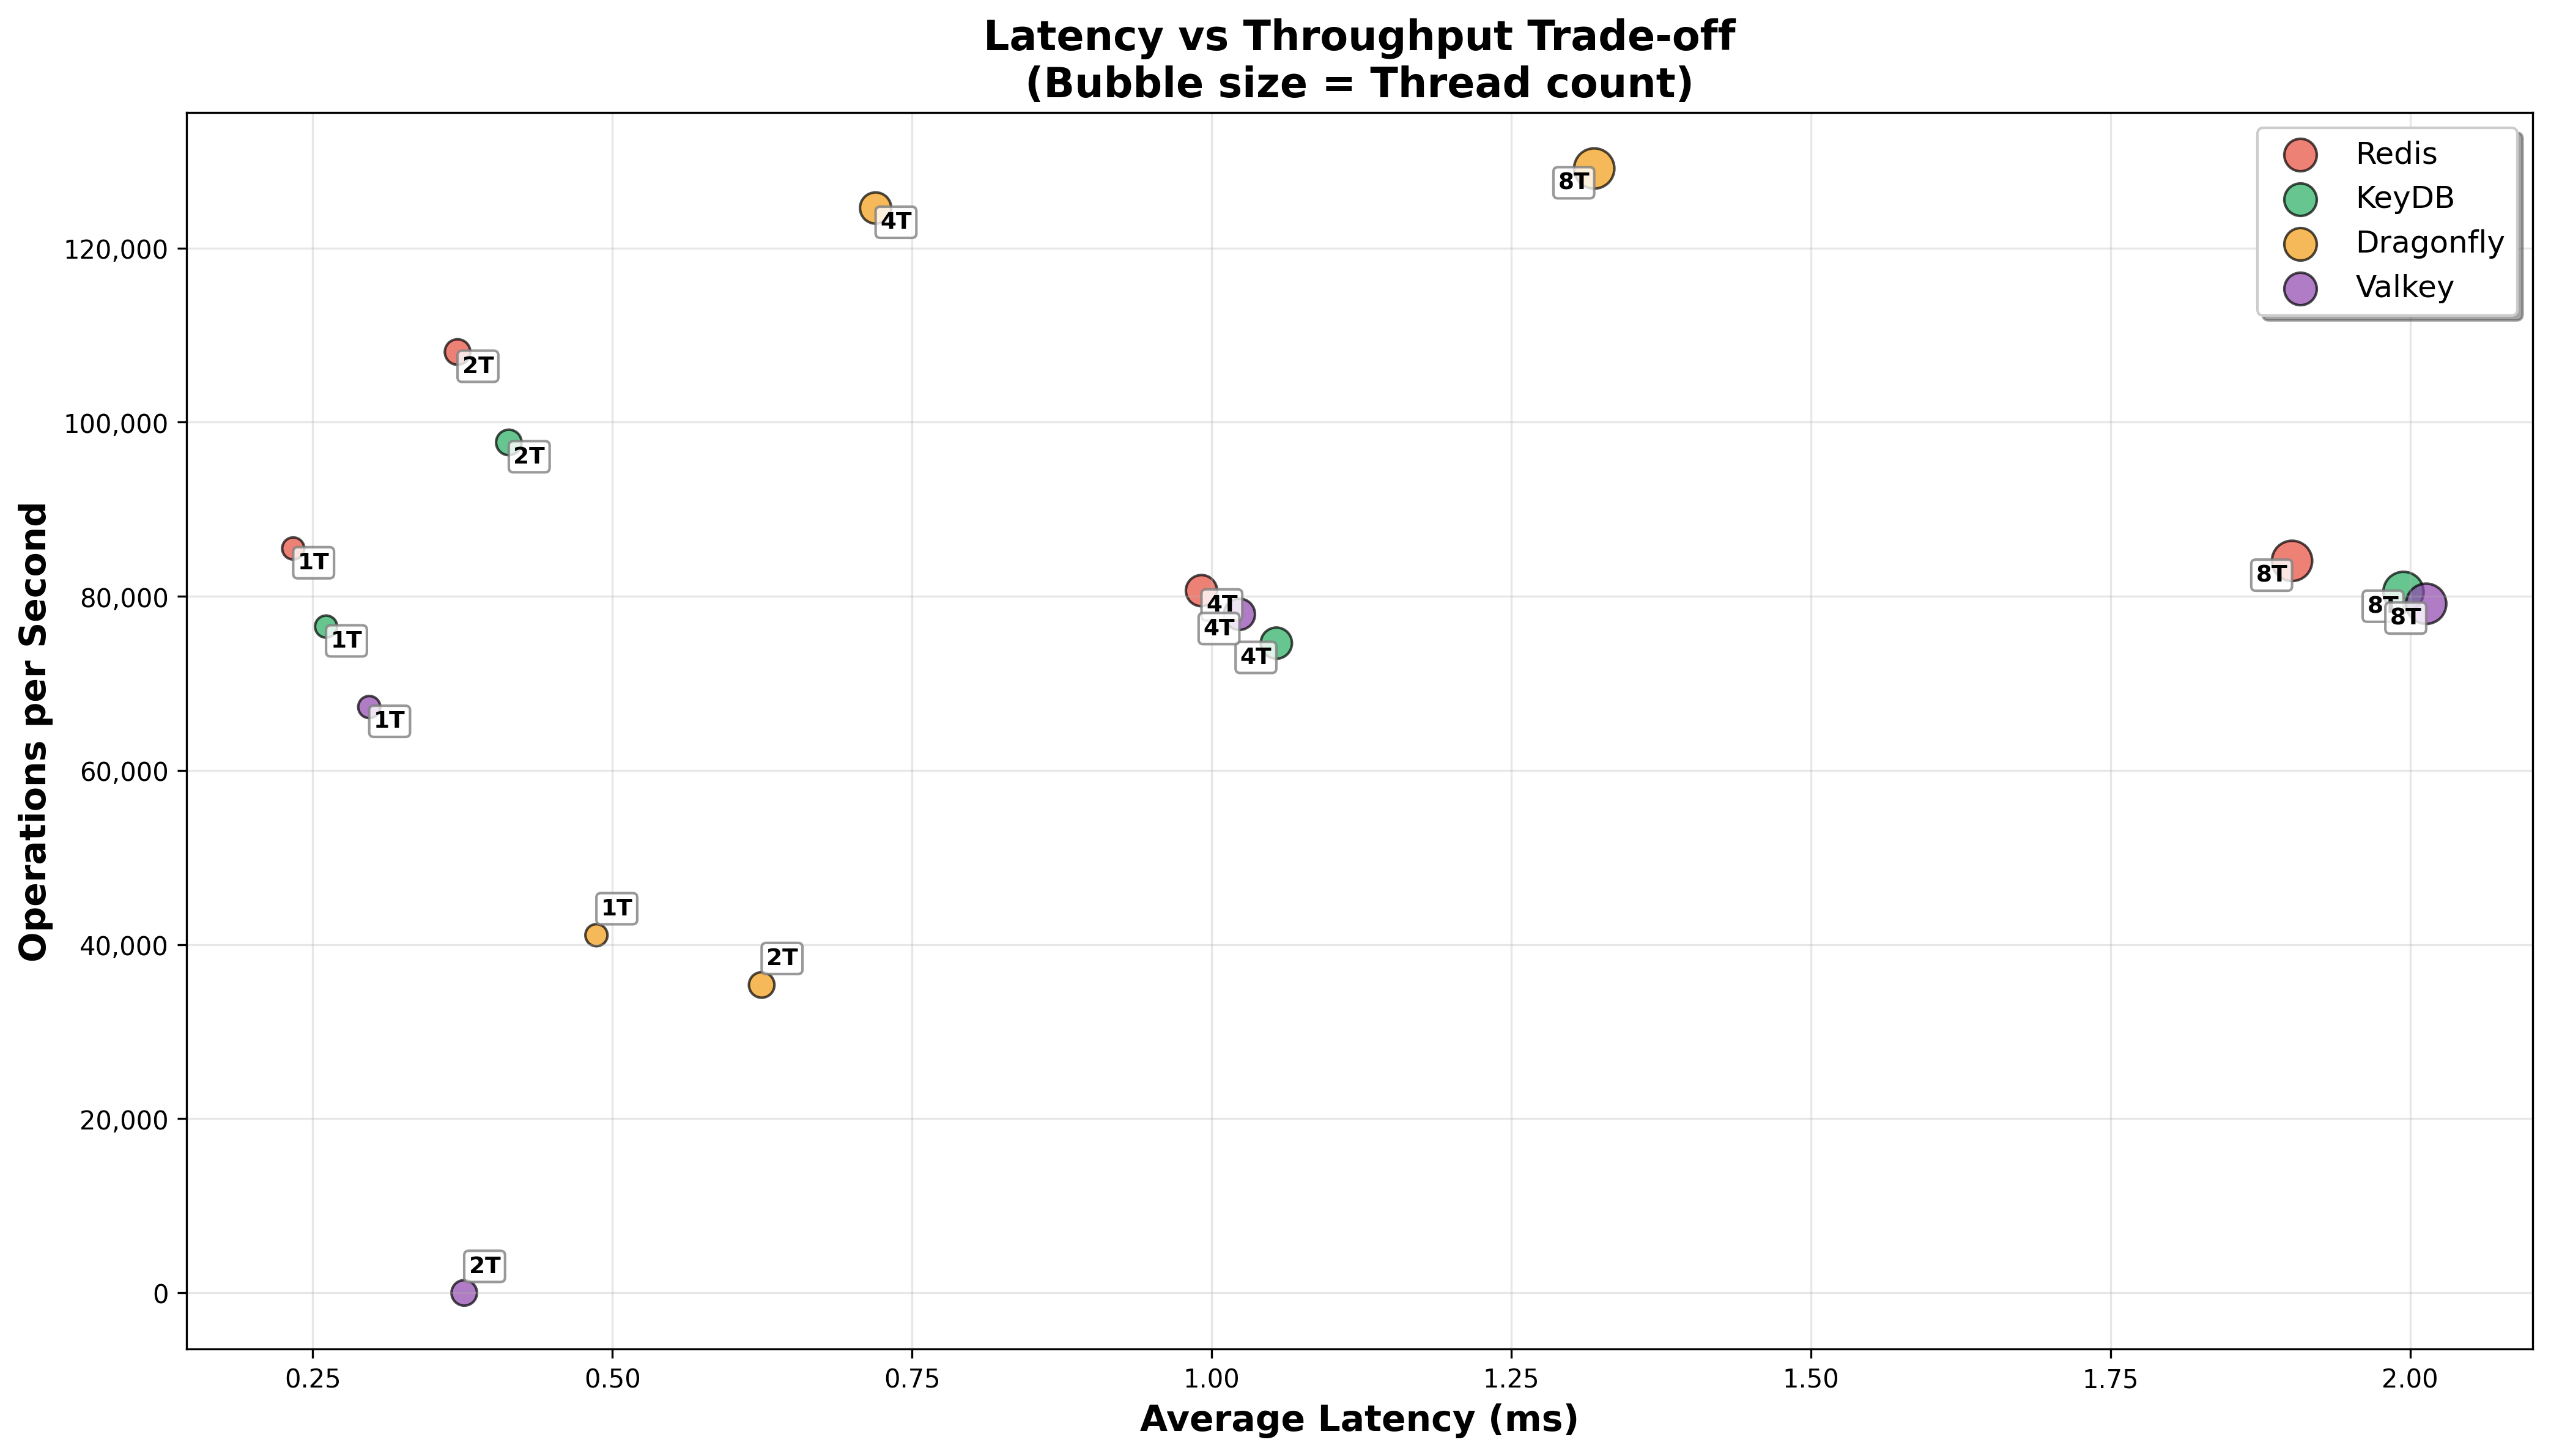 Latency vs Throughput Trade-off
(Bubble size = Thread count)
Redis
KeyDB
Dragonfly
Valkey
Operations per Second
120,000
100,000
80,000
60,000
40,000
20,000
0
8T
4T
2T
2T
1T
8T
4T
8T
8T
4T
1T
4T
1T
1T
2T
2T
0.25
0.50
0.75
1.00
1.25
1.50
1.75
2.00
Average Latency (ms)